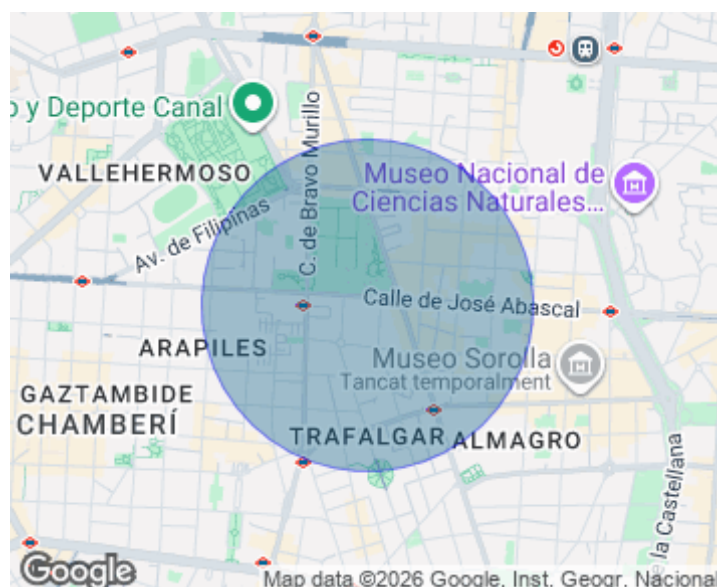 o y Deporte Canal
VALLEHERMOSO
C. de Bravo Murillo
Museo Nacional de
Ciencias Naturales...
Av. de Filipinas
Calle de José Abascal
ARAPILES
Museo Sorolla
Tancat temporalment
GAZTAMBIDE
CHAMBERÍ
TRAFALGAR
ALMAGRO
e la Castellana
Google
Map data ©2026 Google, Inst. Geogr. Nacional